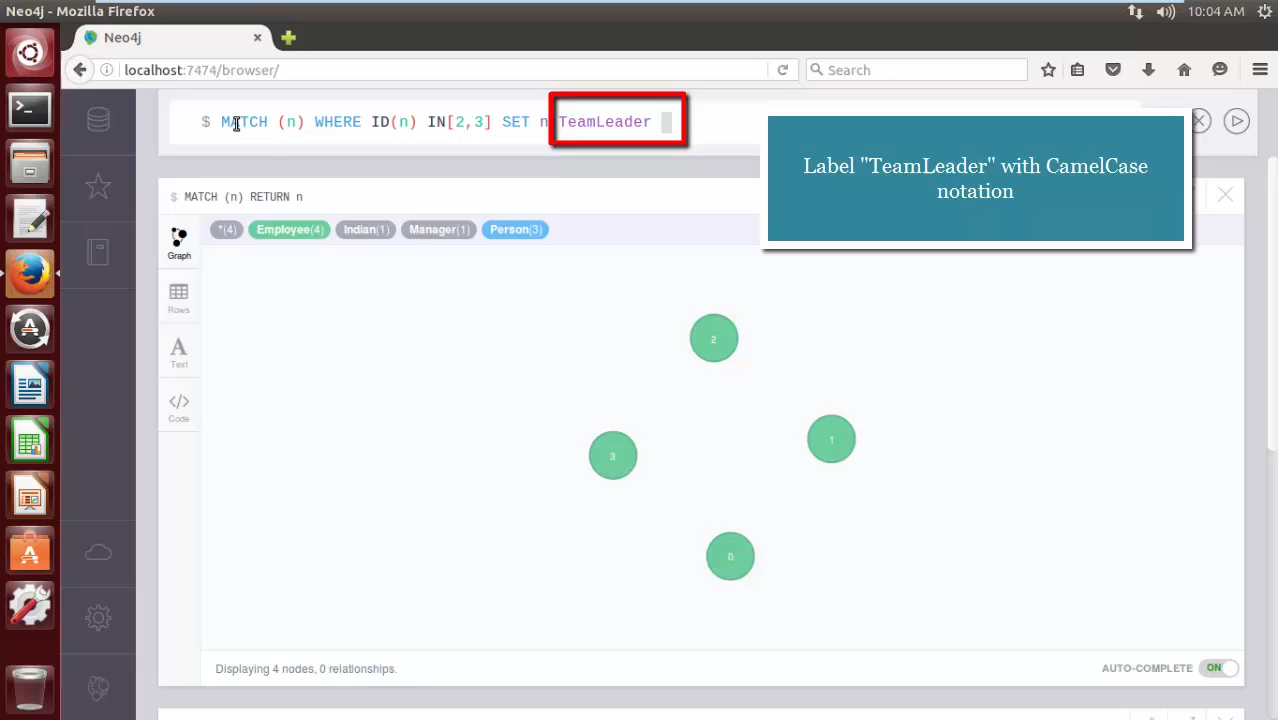 Neo4j - Mozilla Firefox
10:04 AM
Neo4j
localhost:7474/browser/
Search
$ MATCH (n) WHERE ID(n) IN[2,3] SET n TeamLeader
Label "TeamLeader" with CamelCase
notation
$ MATCH (n) RETURN n
*(4) Employee(4) Indian(1) Manager(1) Person(3)
Graph
Rows
Text
Code
2
1
3
0
Displaying 4 nodes, 0 relationships.
AUTO-COMPLETE ON